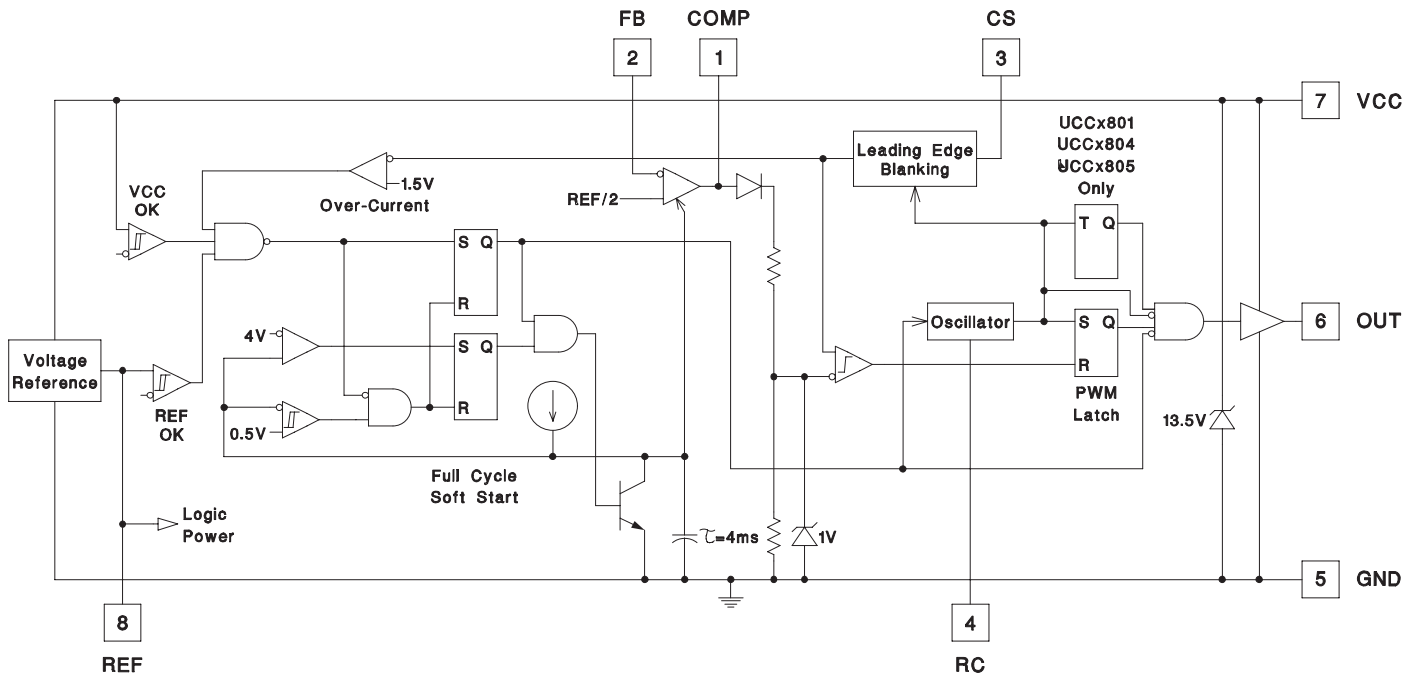 FB COMP CS
2 1 3
7 VCC
UCCx801
UCCx804
UCCx805
Only
Leading Edge
Blanking
1.5V
Over-Current
VCC
OK
REF/2
S Q
R
T Q
4V
S Q
R
Oscillator
S Q
R
PWM
Latch
6 OUT
Voltage
Reference
REF
OK
0.5V
13.5V
Full Cycle
Soft Start
Logic
Power
τ=4ms
1V
5 GND
8
REF
4
RC